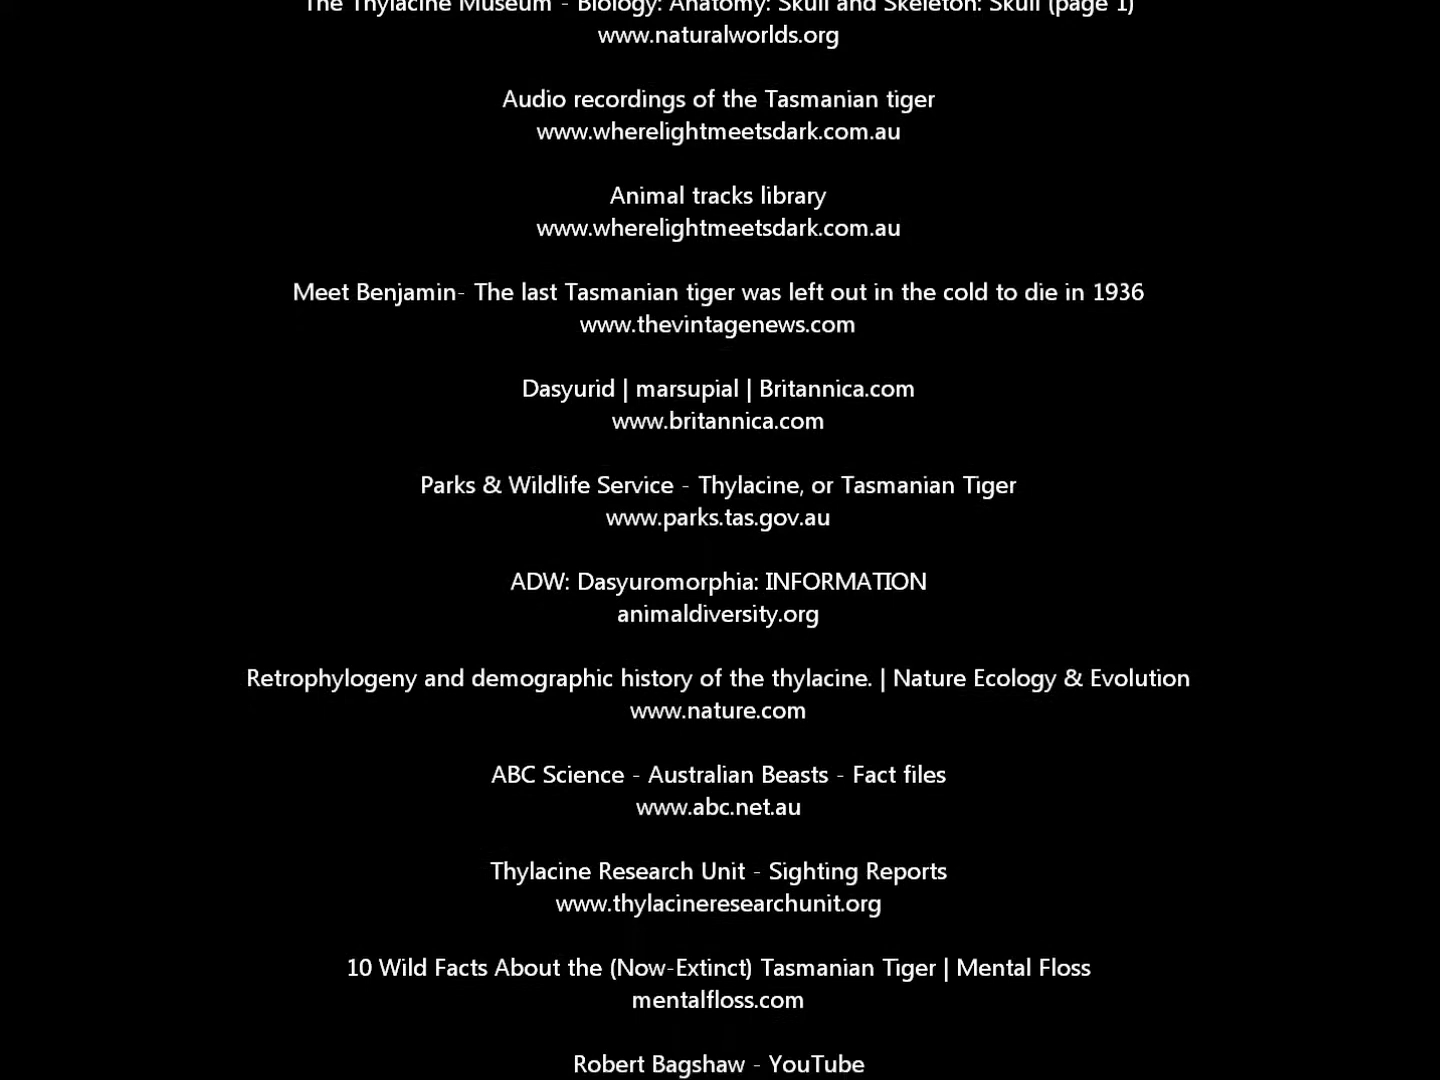 The Thylacine Museum - Biology: Anatomy: Skull and Skeleton: Skull (page 1)
www.naturalworlds.org
Audio recordings of the Tasmanian tiger
www.wherelightmeetsdark.com.au
Animal tracks library
www.wherelightmeetsdark.com.au
Meet Benjamin- The last Tasmanian tiger was left out in the cold to die in 1936
www.thevintagenews.com
Dasyurid | marsupial | Britannica.com
www.britannica.com
Parks & Wildlife Service - Thylacine, or Tasmanian Tiger
www.parks.tas.gov.au
ADW: Dasyuromorphia: INFORMATION
animaldiversity.org
Retrophylogeny and demographic history of the thylacine. | Nature Ecology & Evolution
www.nature.com
ABC Science - Australian Beasts - Fact files
www.abc.net.au
Thylacine Research Unit - Sighting Reports
www.thylacineresearchunit.org
10 Wild Facts About the (Now-Extinct) Tasmanian Tiger | Mental Floss
mentalfloss.com
Robert Bagshaw - YouTube